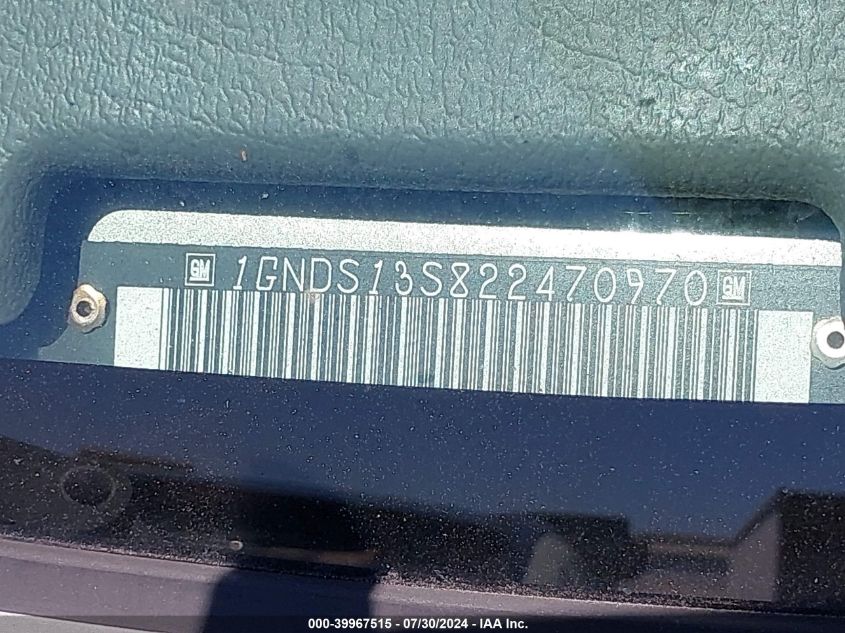 GM 1GNDS13S822470970 GM
000-39967515 - 07/30/2024 - IAA Inc.